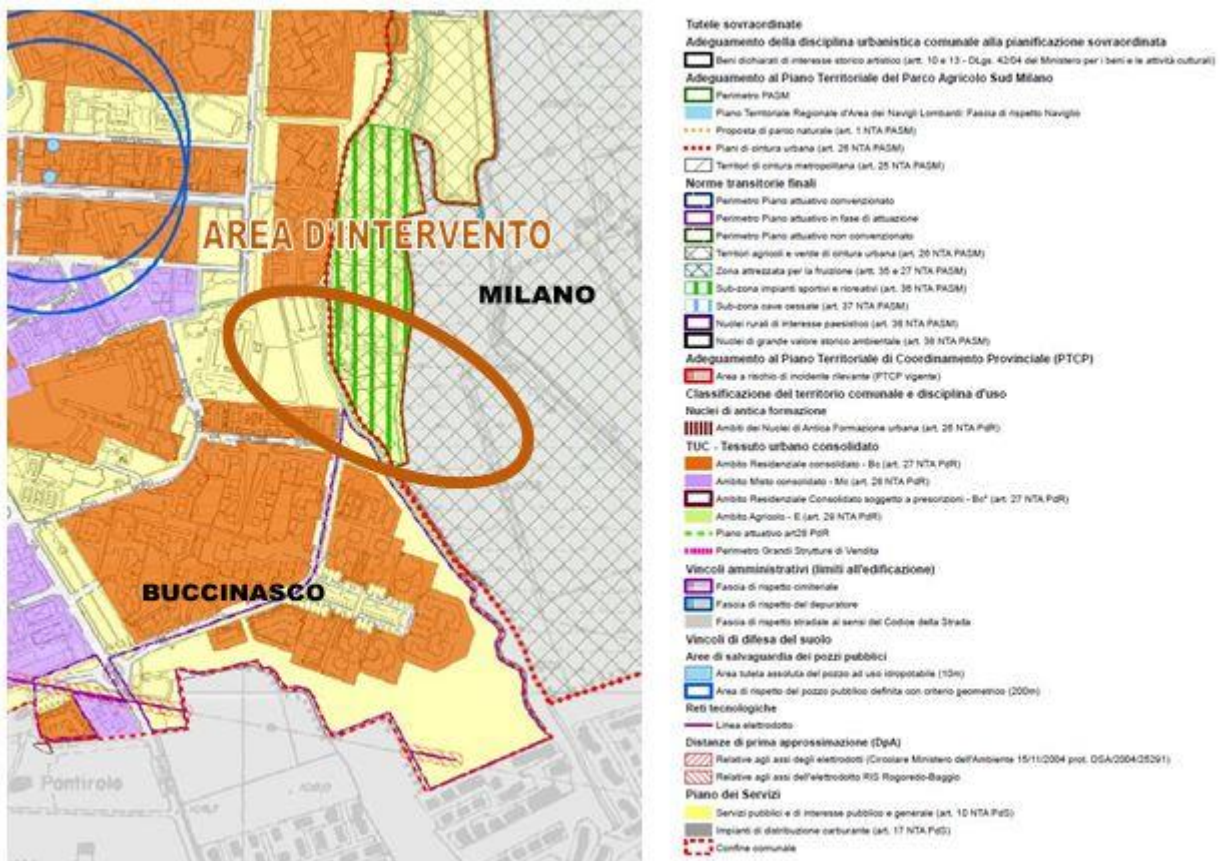 AREA D'INTERVENTO
MILANO
BUCCINASCO
Pontirolo
Tutele sovraordinate
Adeguamento della disciplina urbanistica comunale alla pianificazione sovraordinata
Beni dichiarati di interesse storico artistico (art. 10 e 13 - DLgs. 42/04 del Ministero per i beni e le attività culturali)
Adeguamento al Piano Territoriale del Parco Agricolo Sud Milano
Perimetro PASM
Piano Territoriale Regionale d'Area dei Navigli Lombardi: Fascia di rispetto Naviglio
Proposta di parco naturale (art. 1 NTA PASM)
Piani di cintura urbana (art. 26 NTA PASM)
Territori di cintura metropolitana (art. 25 NTA PASM)
Norme transitorie finali
Perimetro Piano attuativo convenzionato
Perimetro Piano attuativo in fase di attuazione
Perimetro Piano attuativo non convenzionato
Territori agricoli e verde di cintura urbana (art. 26 NTA PASM)
Zona attrezzata per la fruizione (artt. 35 e 27 NTA PASM)
Sub-zona impianti sportivi e ricreativi (art. 36 NTA PASM)
Sub-zona cave cessate (art. 37 NTA PASM)
Nuclei rurali di interesse paesistico (art. 38 NTA PASM)
Nuclei di grande valore storico ambientale (art. 38 NTA PASM)
Adeguamento al Piano Territoriale di Coordinamento Provinciale (PTCP)
Area a rischio di incidente rilevante (PTCP vigente)
Classificazione del territorio comunale e disciplina d'uso
Nuclei di antica formazione
Ambiti dei Nuclei di Antica Formazione urbana (art. 26 NTA PdR)
TUC - Tessuto urbano consolidato
Ambito Residenziale consolidato - Bc (art. 27 NTA PdR)
Ambito Misto consolidato - Mc (art. 28 NTA PdR)
Ambito Residenziale Consolidato soggetto a prescrizioni - Bc* (art. 27 NTA PdR)
Ambito Agricolo - E (art. 29 NTA PdR)
Piano attuativo art28 PdR
Perimetro Grandi Strutture di Vendita
Vincoli amministrativi (limiti all'edificazione)
Fascia di rispetto cimiteriale
Fascia di rispetto del depuratore
Fascia di rispetto stradale ai sensi del Codice della Strada
Vincoli di difesa del suolo
Aree di salvaguardia dei pozzi pubblici
Area tutela assoluta del pozzo ad uso idropotabile (10m)
Area di rispetto del pozzo pubblico definita con criterio geometrico (200m)
Reti tecnologiche
Linea elettrodotto
Distanze di prima approssimazione (DpA)
Relative agli assi degli elettrodotti (Circolare Ministero dell'Ambiente 15/11/2004 prot. DSA/2004/25291)
Relative agli assi dell'elettrodotto RIS Rogoredo-Baggio
Piano dei Servizi
Servizi pubblici e di interesse pubblico e generale (art. 10 NTA PdS)
Impianti di distribuzione carburante (art. 17 NTA PdS)
Confine comunale